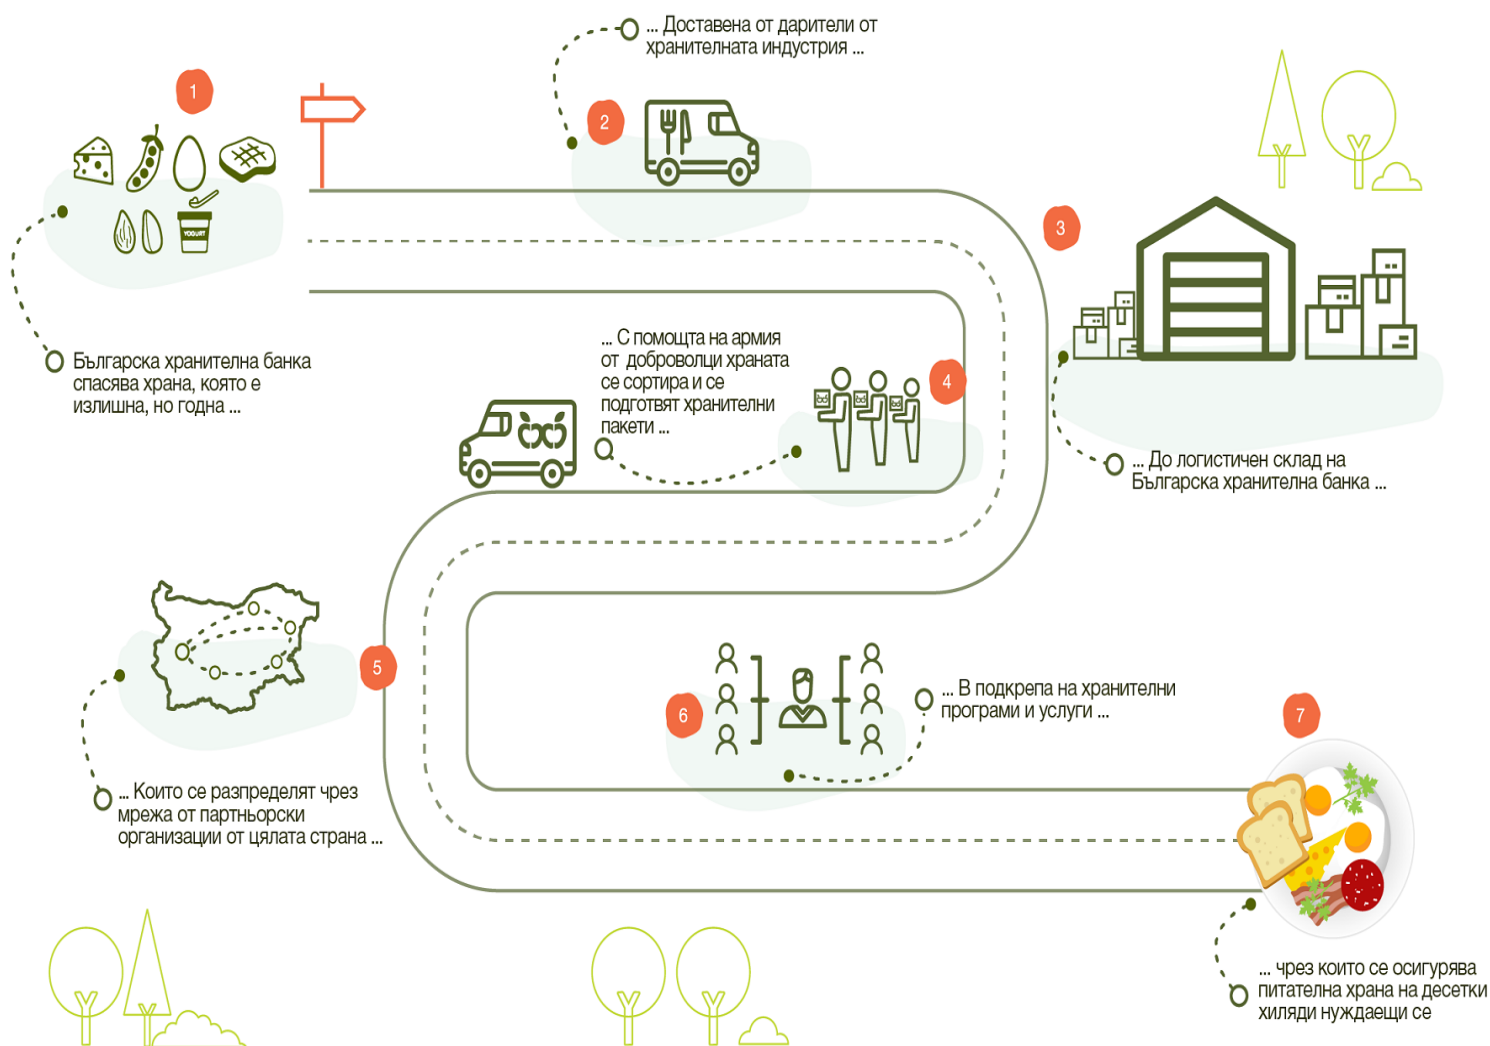 1
YOGURT
Българска хранителна банка
спасява храна, която е
излишна, но годна ...
2
... Доставена от дарители от
хранителната индустрия ...
3
... До логистичен склад на
Българска хранителна банка ...
4
... С помощта на армия
от доброволци храната
се сортира и се
подготвят хранителни
пакети ...
5
... Които се разпределят чрез
мрежа от партньорски
организации от цялата страна ...
6
... В подкрепа на хранителни
програми и услуги ...
7
... чрез които се осигурява
питателна храна на десетки
хиляди нуждаещи се